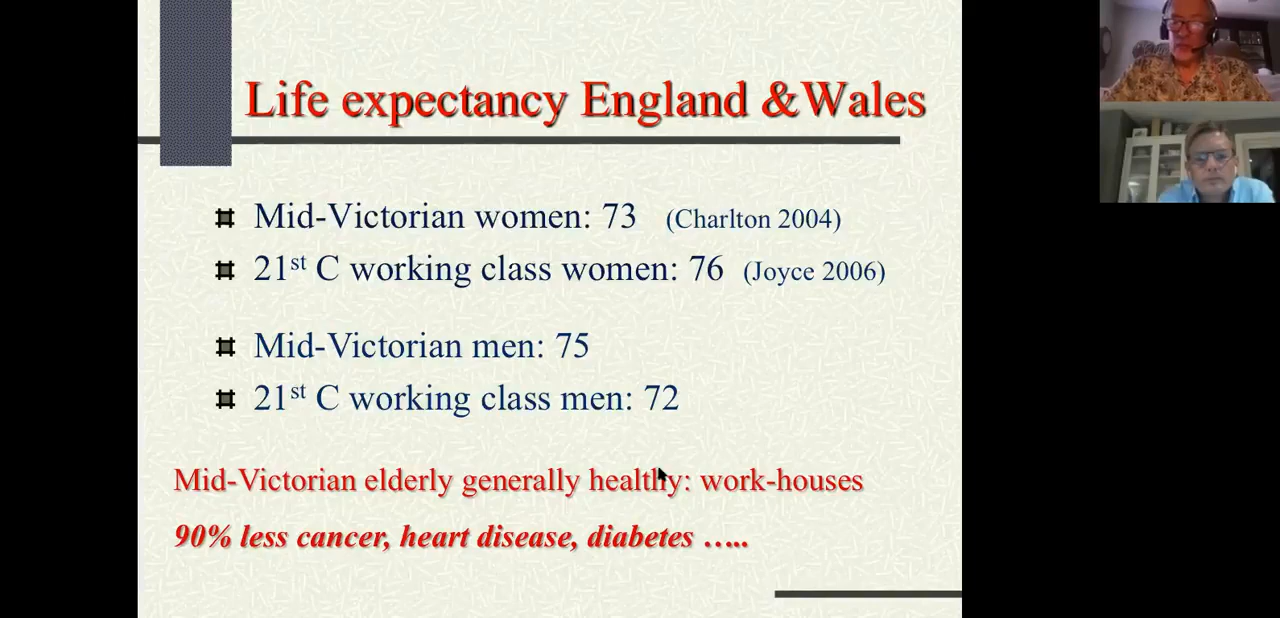 Life expectancy England &Wales
Mid-Victorian women: 73 (Charlton 2004)
21st C working class women: 76 (Joyce 2006)
Mid-Victorian men: 75
21st C working class men: 72
Mid-Victorian elderly generally healthy: work-houses
90% less cancer, heart disease, diabetes …..